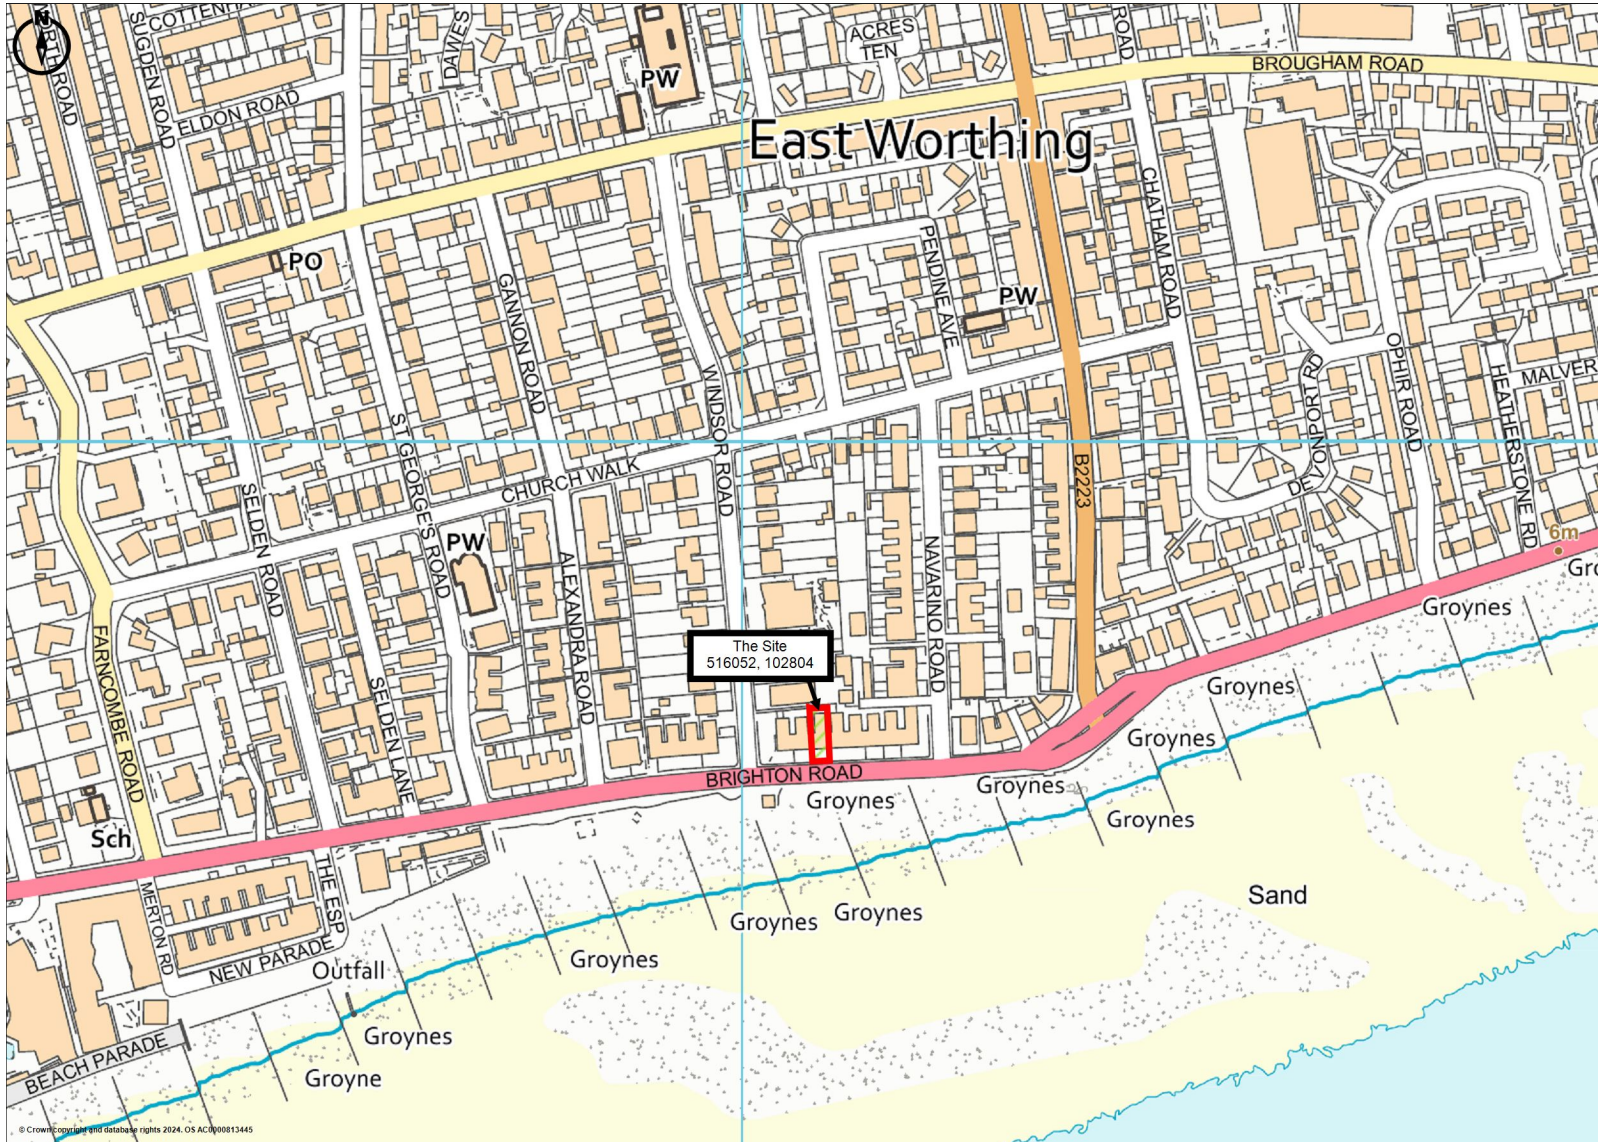 N
COTTENH
DAWES
ACRES
TEN
ROAD
BROUGHAM ROAD
SUGDEN ROAD
ELDON ROAD
PW
East Worthing
PO
GANNON ROAD
PENDINE AVE
PW
CHATHAM ROAD
WINDSOR ROAD
DEVONPORT RD
OPHIR ROAD
HEATHERSTONE RD
MALVER
ST GEORGE'S ROAD
CHURCH WALK
WINDSOR ROAD
B2223
SELDEN ROAD
PW
ALEXANDRA ROAD
NAVARINO ROAD
6m
Gro
Groynes
FARNCOMBE ROAD
SELDEN LANE
The Site
516052, 102804
Groynes
Groynes
BRIGHTON ROAD
Groynes
Groynes
Groynes
Sch
MERTON RD
THE ESP
NEW PARADE
Sand
Groynes
Groynes
Groynes
Outfall
Groynes
BEACH PARADE
Groyne
© Crown copyright and database rights 2024. OS AC0000813445